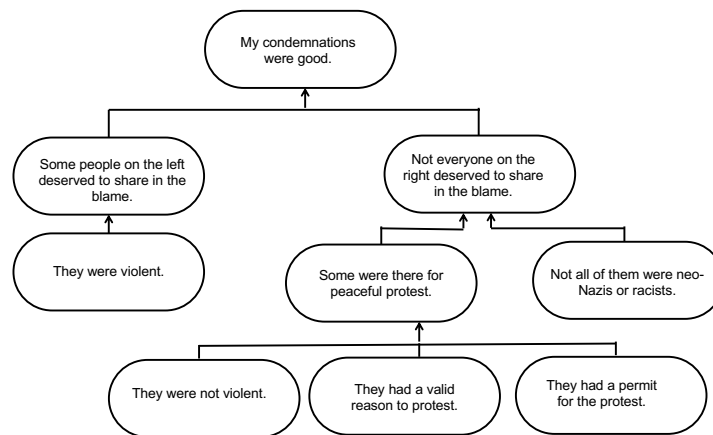 My condemnations
were good.
Some people on the left
deserved to share in the
blame.
Not everyone on the
right deserved to share
in the blame.
They were violent.
Some were there for
peaceful protest.
Not all of them were neo-
Nazis or racists.
They were not violent.
They had a valid
reason to protest.
They had a permit
for the protest.